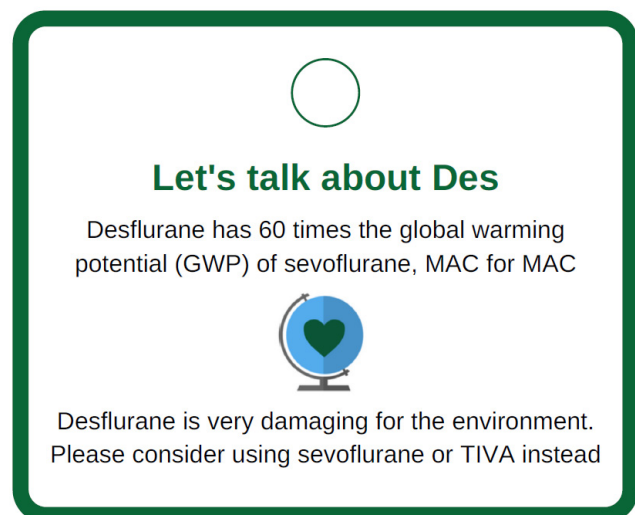 Let's talk about Des
Desflurane has 60 times the global warming
potential (GWP) of sevoflurane, MAC for MAC
Desflurane is very damaging for the environment.
Please consider using sevoflurane or TIVA instead